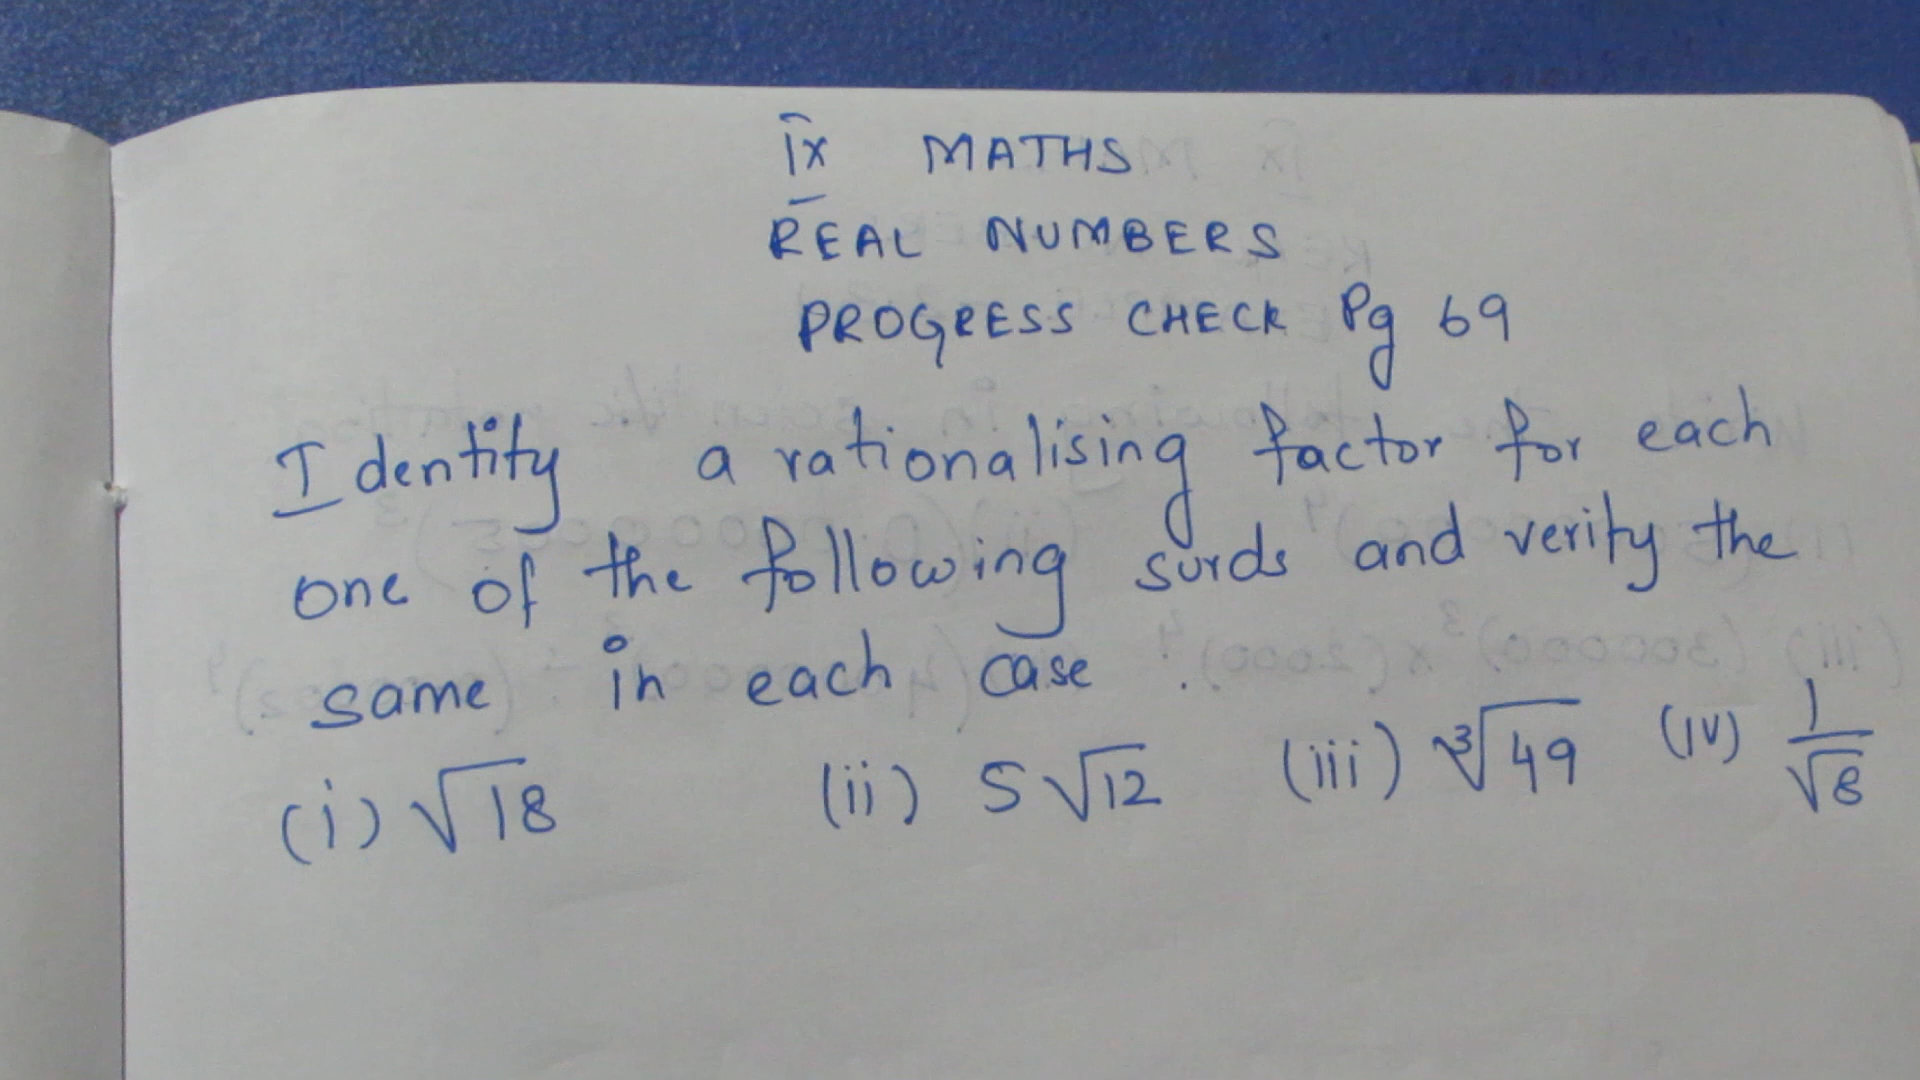 IX MATHS
REAL NUMBERS
PROGRESS CHECK Pg 69
Identity a rationalising factor for each
one of the following surds and verify the
same in each case.
(i) √18 (ii) 5√12 (iii) ∛49 (iv) 1/√8